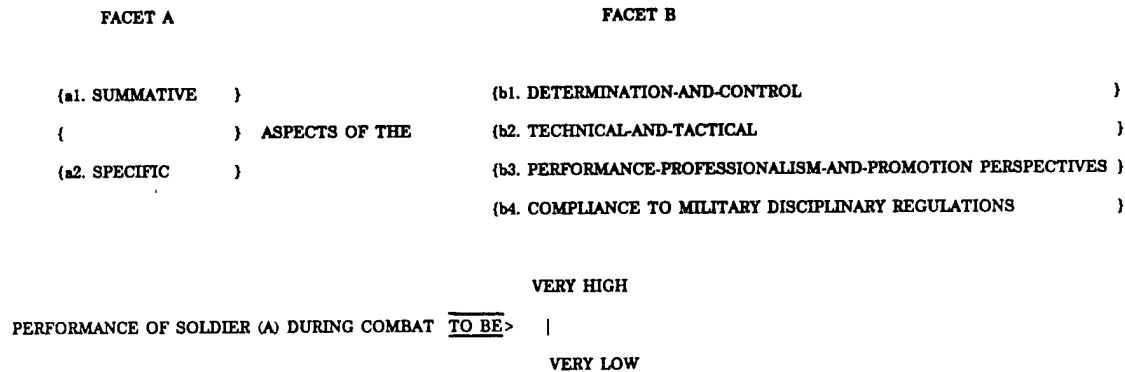 FACET A FACET B
{a1. SUMMATIVE } {b1. DETERMINATION-AND-CONTROL }
{ } ASPECTS OF THE {b2. TECHNICAL-AND-TACTICAL }
{a2. SPECIFIC } {b3. PERFORMANCE-PROFESSIONALISM-AND-PROMOTION PERSPECTIVES }
{b4. COMPLIANCE TO MILITARY DISCIPLINARY REGULATIONS }
VERY HIGH
PERFORMANCE OF SOLDIER (A) DURING COMBAT TO BE> |
VERY LOW